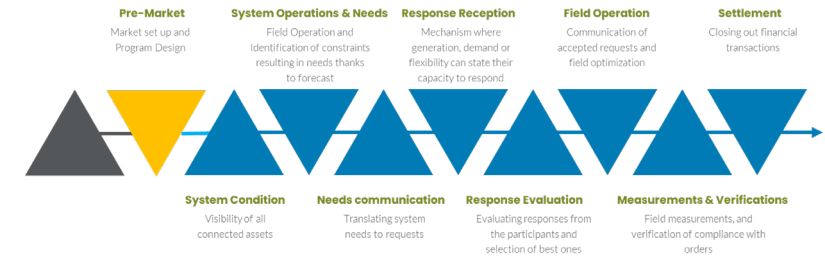 Pre-Market
Market set up and
Program Design
System Operations & Needs
Field Operation and
Identification of constraints
resulting in needs thanks
to forecast
Response Reception
Mechanism where
generation, demand or
flexibility can state their
capacity to respond
Field Operation
Communication of
accepted requests and
field optimization
Settlement
Closing out financial
transactions
System Condition
Visibility of all
connected assets
Needs communication
Translating system
needs to requests
Response Evaluation
Evaluating responses from
the participants and
selection of best ones
Measurements & Verifications
Field measurements, and
verification of compliance with
orders